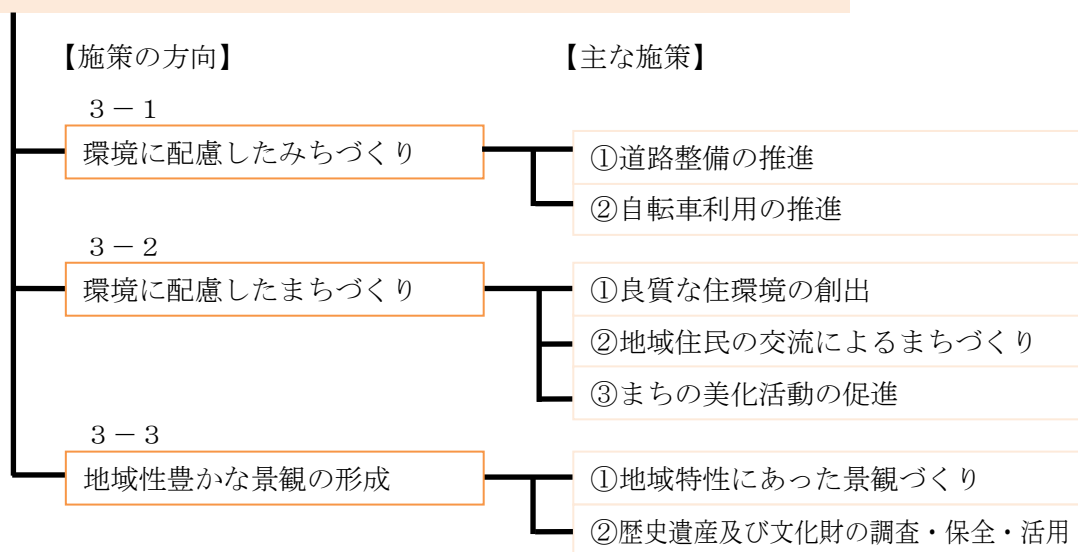 【施策の方向】 【主な施策】
3-1
環境に配慮したみちづくり
①道路整備の推進
②自転車利用の推進
3-2
環境に配慮したまちづくり
①良質な住環境の創出
②地域住民の交流によるまちづくり
③まちの美化活動の促進
3-3
地域性豊かな景観の形成
①地域特性にあった景観づくり
②歴史遺産及び文化財の調査・保全・活用